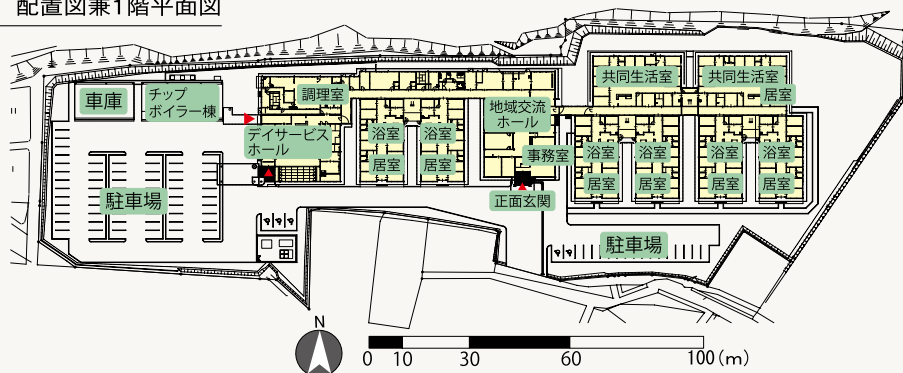 配置図兼1階平面図
車庫
チップ
ボイラー棟
調理室
デイサービス
ホール
浴室
浴室
居室
居室
駐車場
地域交流
ホール
事務室
正面玄関
共同生活室
共同生活室
居室
浴室
浴室
浴室
浴室
居室
居室
居室
居室
駐車場
N
0 10 30 60 100(m)